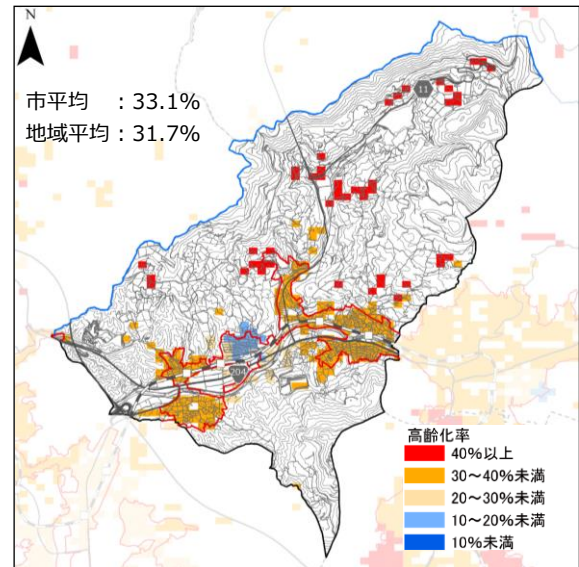 N
市平均 ：33.1%
地域平均：31.7%
11
204
高齢化率
40％以上
30～40％未満
20～30％未満
10～20％未満
10％未満